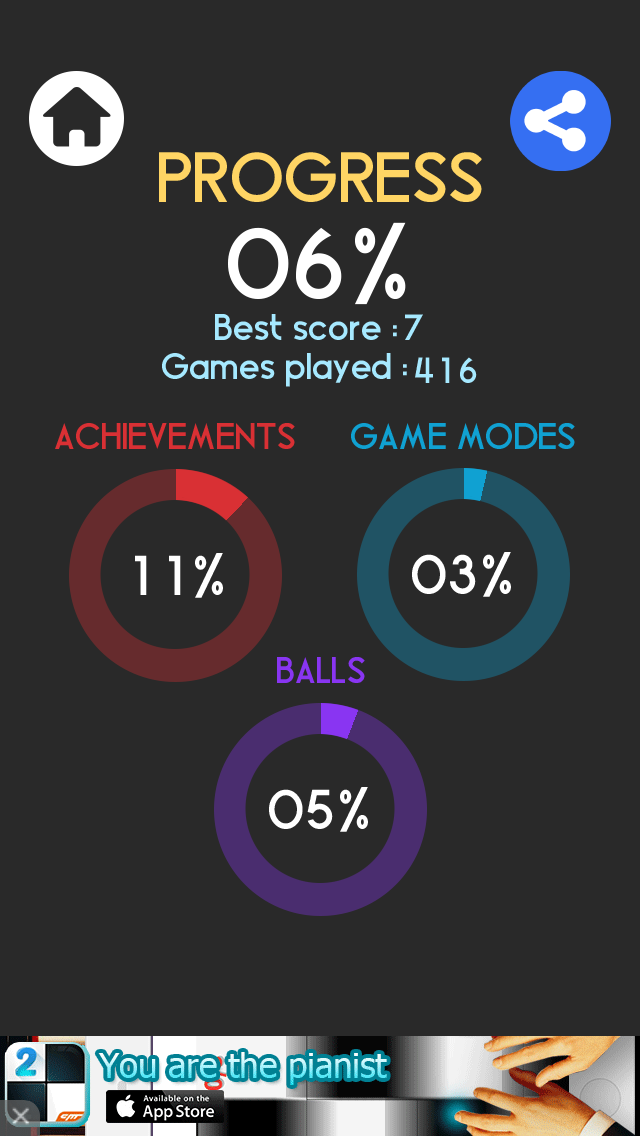 PROGRESS
06%
Best score : 7
Games played : 416
ACHIEVEMENTS
GAME MODES
11%
03%
BALLS
05%
2
You are the pianist
Available on the
App Store